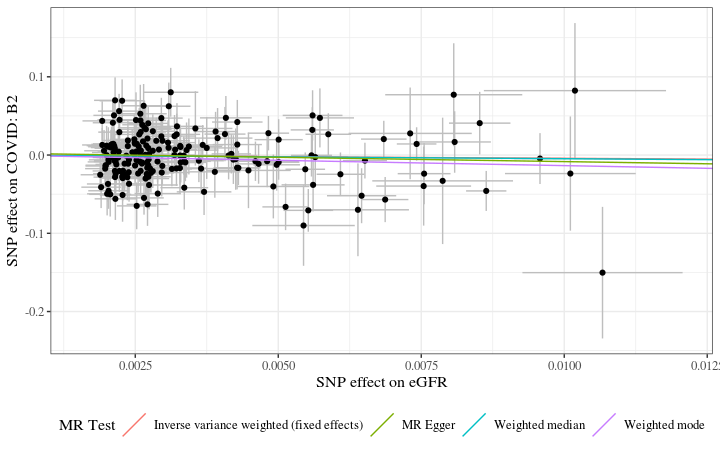 SNP effect on COVID: B2
0.1
0.0
-0.1
-0.2
0.0025 0.0050 0.0075 0.0100 0.012
SNP effect on eGFR
MR Test Inverse variance weighted (fixed effects) MR Egger Weighted median Weighted mode